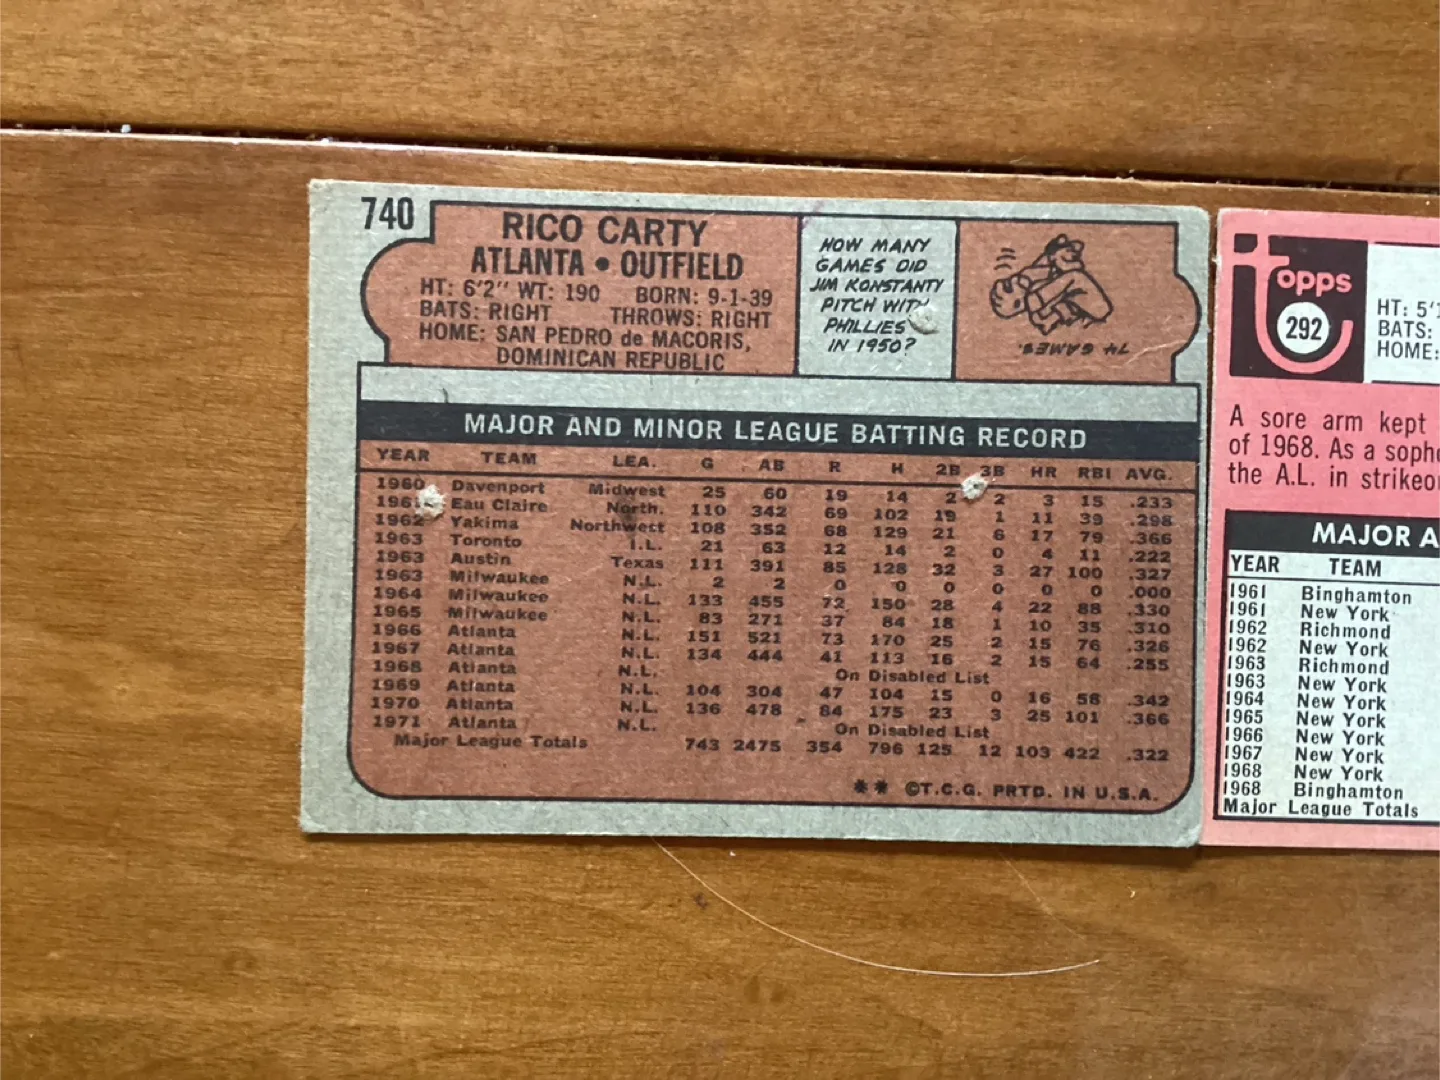 740
RICO CARTY
ATLANTA • OUTFIELD
HT: 6'2" WT: 190 BORN: 9-1-39
BATS: RIGHT THROWS: RIGHT
HOME: SAN PEDRO de MACORIS,
DOMINICAN REPUBLIC
HOW MANY
GAMES DID
JIM KONSTANTY
PITCH WITH
PHILLIES
IN 1950?
74 GAMES.
MAJOR AND MINOR LEAGUE BATTING RECORD
YEAR TEAM LEA. G AB R H 2B 3B HR RBI AVG.
1960 Davenport Midwest 25 60 19 14 2 2 3 15 .233
1961 Eau Claire North. 110 342 69 102 19 1 11 39 .298
1962 Yakima Northwest 108 352 68 129 21 6 17 79 .366
1963 Toronto I.L. 21 63 12 14 2 0 4 11 .222
1963 Austin Texas 111 391 85 128 32 3 27 100 .327
1963 Milwaukee N.L. 2 2 0 0 0 0 0 0 .000
1964 Milwaukee N.L. 133 455 72 150 28 4 22 88 .330
1965 Milwaukee N.L. 83 271 37 84 18 1 10 35 .310
1966 Atlanta N.L. 151 521 73 170 25 2 15 76 .326
1967 Atlanta N.L. 134 444 41 113 16 2 15 64 .255
1968 Atlanta N.L. On Disabled List
1969 Atlanta N.L. 104 304 47 104 15 0 16 58 .342
1970 Atlanta N.L. 136 478 84 175 23 3 25 101 .366
1971 Atlanta N.L. On Disabled List
Major League Totals 743 2475 354 796 125 12 103 422 .322
** ©T.C.G. PRTD. IN U.S.A.
Topps
292
HT: 5'1
BATS:
HOME:
A sore arm kept
of 1968. As a sopho
the A.L. in strikeo
MAJOR A
YEAR TEAM
1961 Binghamton
1961 New York
1962 Richmond
1962 New York
1963 Richmond
1963 New York
1964 New York
1965 New York
1966 New York
1967 New York
1968 New York
1968 Binghamton
Major League Totals